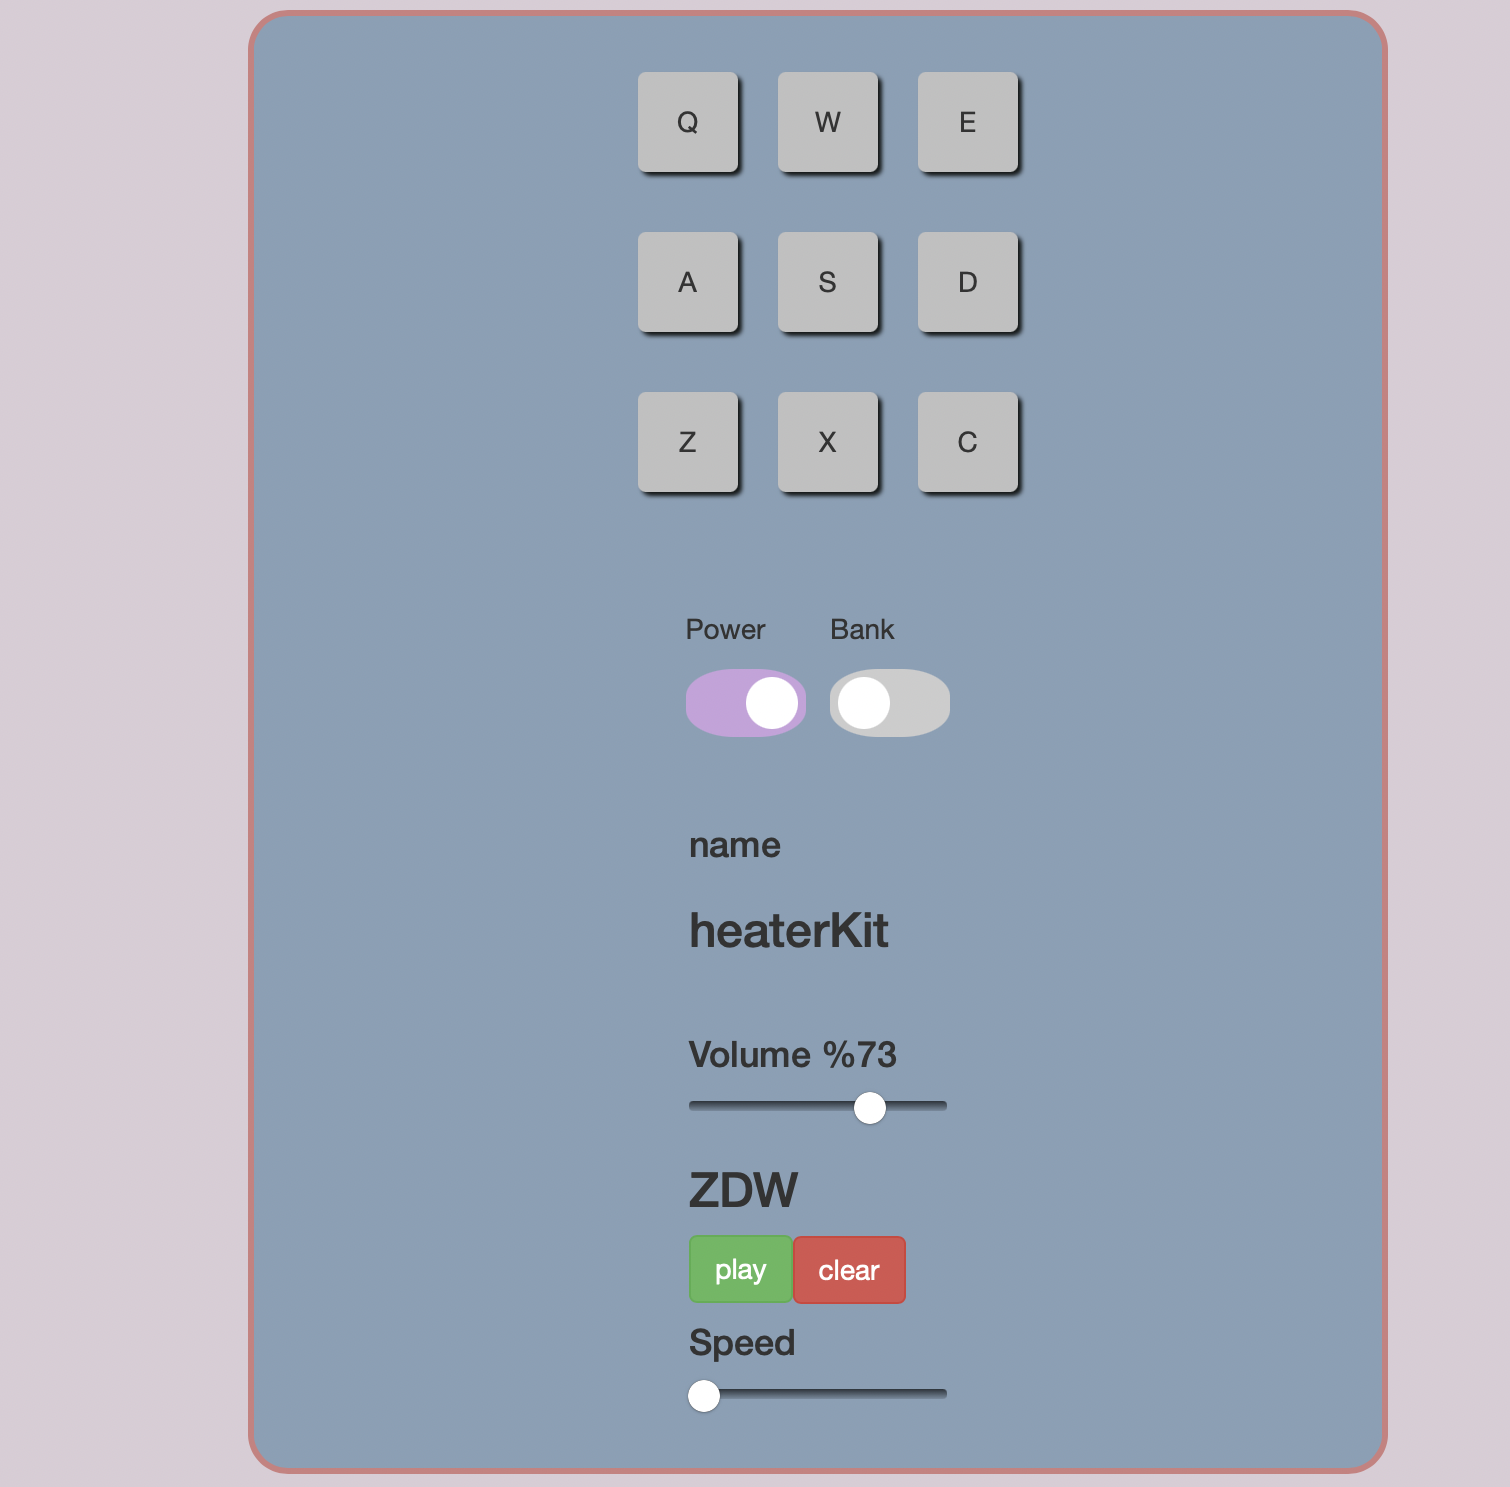 Q W E
A S D
Z X C
Power Bank
name
heaterKit
Volume %73
ZDW
play clear
Speed